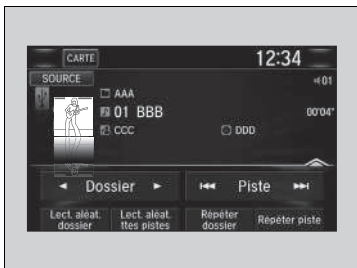 CARTE 12:34
SOURCE 01
AAA
01 BBB 00'04"
CCC DDD
Dossier Piste
Lect. aléat. dossier Lect. aléat. ttes pistes Répéter dossier Répéter piste